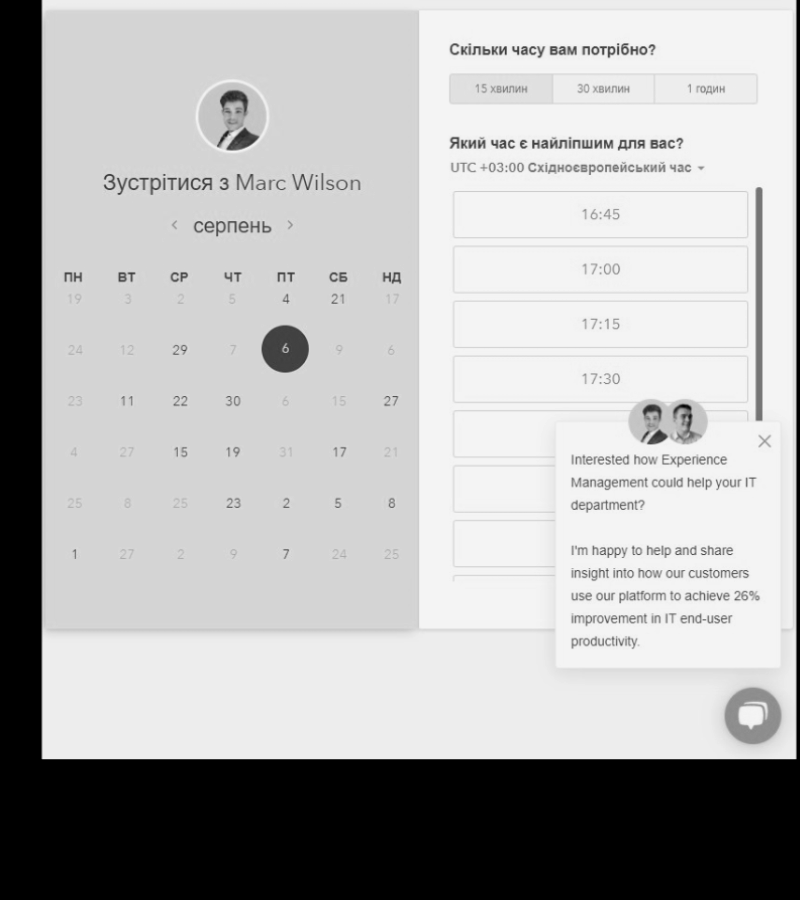 Зустрітися з Marc Wilson
серпень
ПН ВТ СР ЧТ ПТ СБ НД
19 3 2 5 4 21 17
24 12 29 7 6 9 6
23 11 22 30 6 15 27
4 27 15 19 31 17 21
25 8 25 23 2 5 8
1 27 2 9 7 24 25
Скільки часу вам потрібно?
15 хвилин 30 хвилин 1 годин
Який час є найліпшим для вас?
UTC +03:00 Східноєвропейський час
16:45
17:00
17:15
17:30
Interested how Experience
Management could help your IT
department?
I'm happy to help and share
insight into how our customers
use our platform to achieve 26%
improvement in IT end-user
productivity.